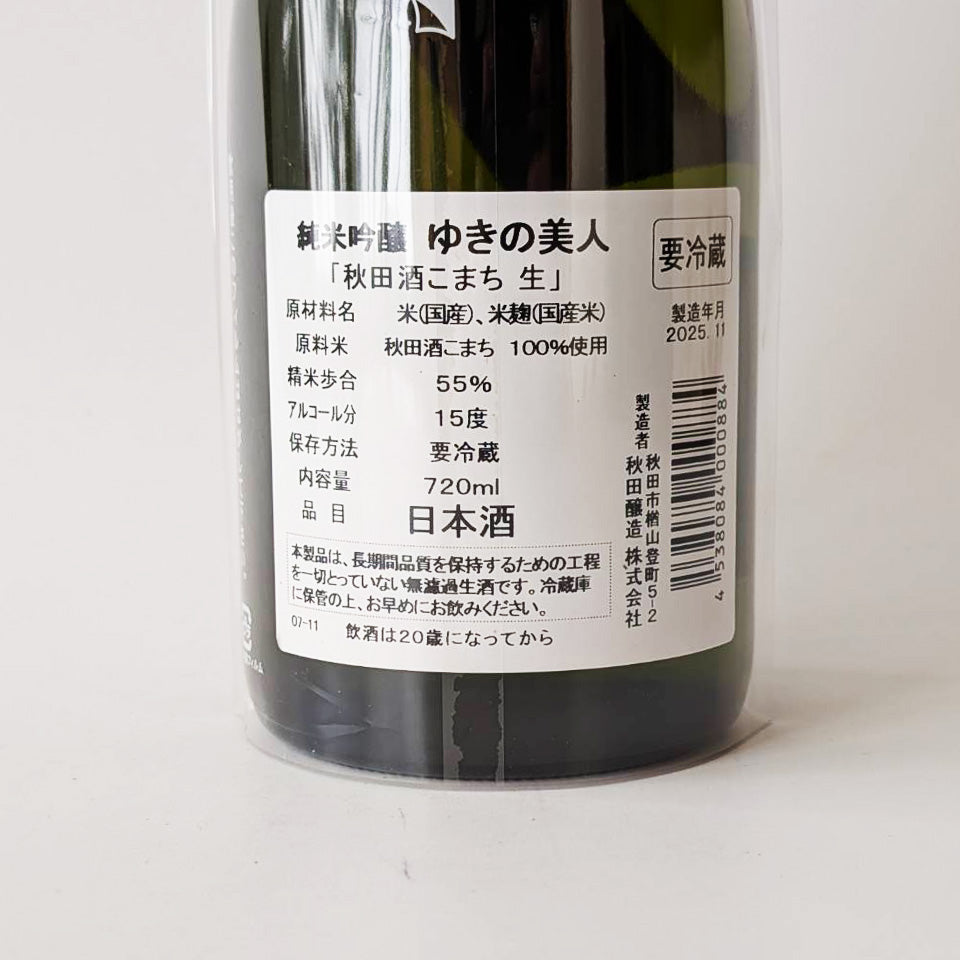 純米吟醸 ゆきの美人
「秋田酒こまち 生」
要冷蔵
製造年月
2025.11
原材料名 米(国産)、米麹(国産米)
原料米 秋田酒こまち 100%使用
精米歩合 55%
アルコール分 15度
保存方法 要冷蔵
内容量 720ml
品目 日本酒
本製品は、長期間品質を保持するための工程
を一切とっていない無濾過生酒です。冷蔵庫
に保管の上、お早めにお飲みください。
07-11 飲酒は20歳になってから
製造者
秋田市楢山登町5-2
秋田醸造 株式会社
4538084000884